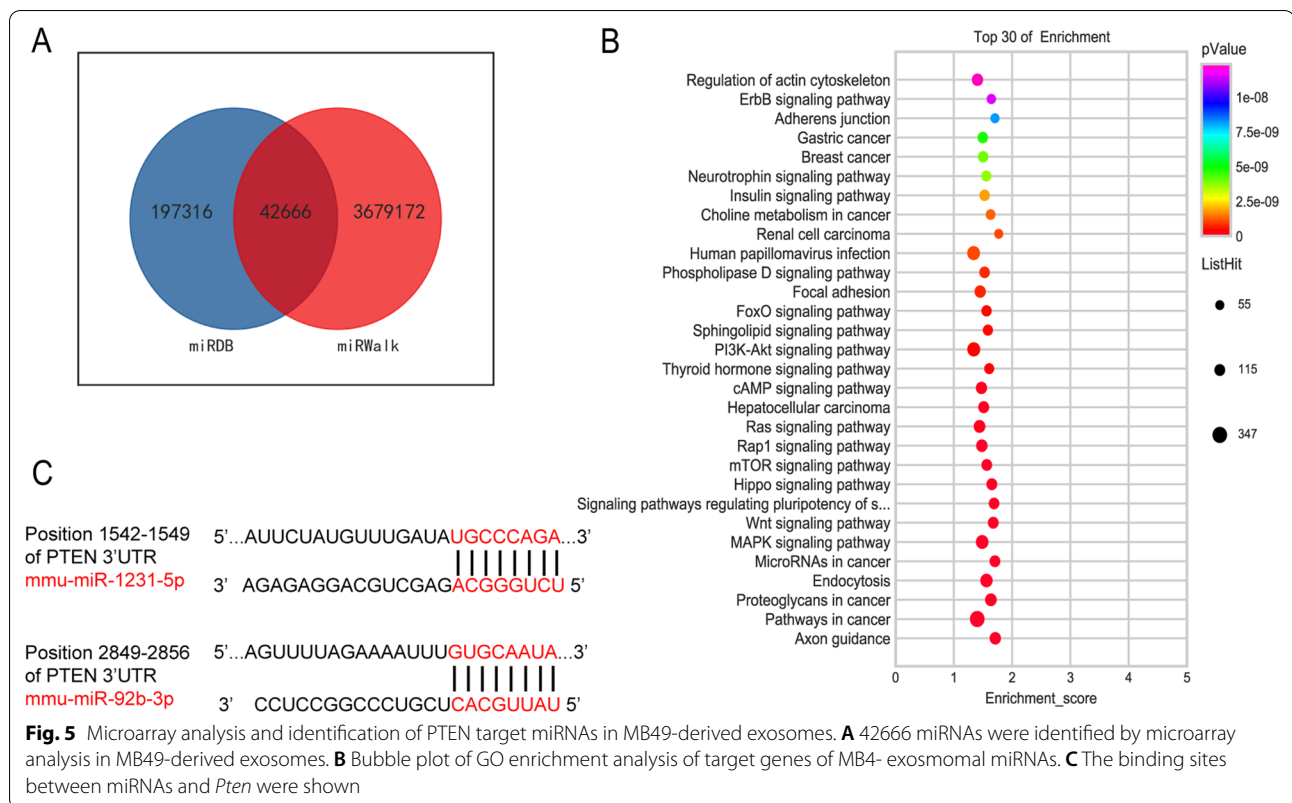 A
197316
42666
3679172
miRDB
miRWalk
B
Top 30 of Enrichment
Regulation of actin cytoskeleton
ErbB signaling pathway
Adherens junction
Gastric cancer
Breast cancer
Neurotrophin signaling pathway
Insulin signaling pathway
Choline metabolism in cancer
Renal cell carcinoma
Human papillomavirus infection
Phospholipase D signaling pathway
Focal adhesion
FoxO signaling pathway
Sphingolipid signaling pathway
PI3K-Akt signaling pathway
Thyroid hormone signaling pathway
cAMP signaling pathway
Hepatocellular carcinoma
Ras signaling pathway
Rap1 signaling pathway
mTOR signaling pathway
Hippo signaling pathway
Signaling pathways regulating pluripotency of s...
Wnt signaling pathway
MAPK signaling pathway
MicroRNAs in cancer
Endocytosis
Proteoglycans in cancer
Pathways in cancer
Axon guidance
0 1 2 3 4 5
Enrichment_score
pValue
1e-08
7.5e-09
5e-09
2.5e-09
0
ListHit
55
115
347
C
Position 1542-1549
of PTEN 3'UTR
mmu-miR-1231-5p
5'...AUUCUAUGUUUGAUAUGCCCAGA...3'
3' AGAGAGGACGUCGAGACGGGUCU 5'
Position 2849-2856
of PTEN 3'UTR
mmu-miR-92b-3p
5'...AGUUUUAGAAAAUUUGUGCAAUA...3'
3' CCUCCGGCCCUGCUCACGUUAU 5'
Fig. 5 Microarray analysis and identification of PTEN target miRNAs in MB49-derived exosomes. A 42666 miRNAs were identified by microarray
analysis in MB49-derived exosomes. B Bubble plot of GO enrichment analysis of target genes of MB4- exosmomal miRNAs. C The binding sites
between miRNAs and Pten were shown